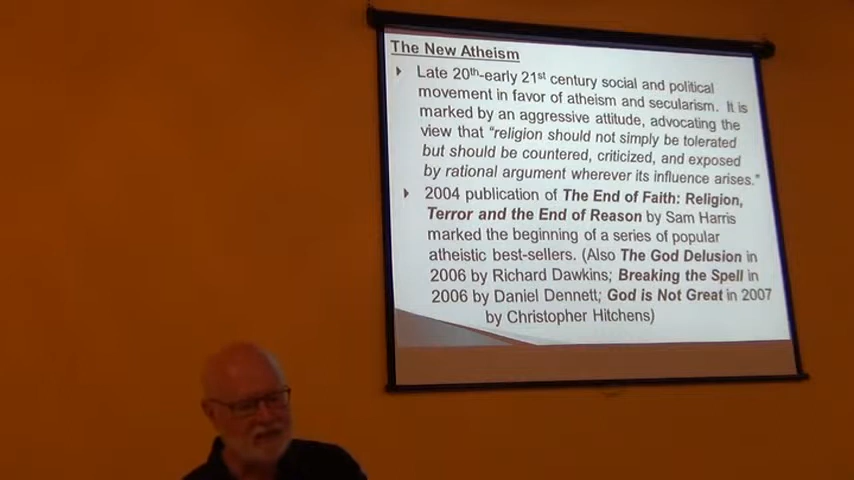 The New Atheism
Late 20th-early 21st century social and political
movement in favor of atheism and secularism. It is
marked by an aggressive attitude, advocating the
view that "religion should not simply be tolerated
but should be countered, criticized, and exposed
by rational argument wherever its influence arises."
2004 publication of The End of Faith: Religion,
Terror and the End of Reason by Sam Harris
marked the beginning of a series of popular
atheistic best-sellers. (Also The God Delusion in
2006 by Richard Dawkins; Breaking the Spell in
2006 by Daniel Dennett; God is Not Great in 2007
by Christopher Hitchens)